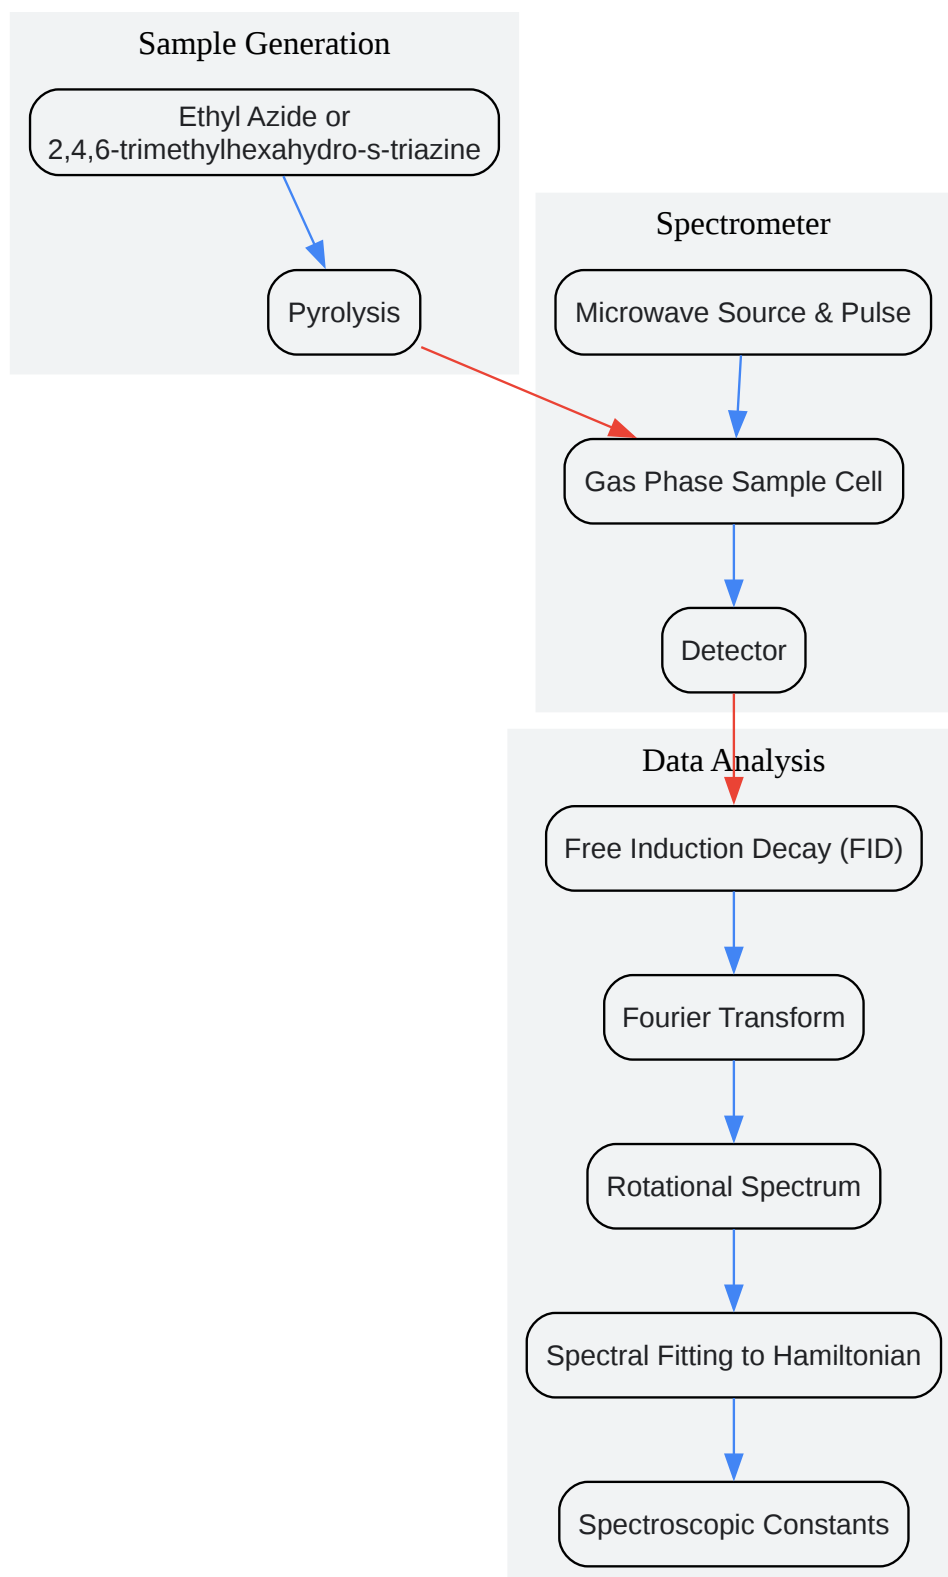 Sample Generation
Ethyl Azide or
2,4,6-trimethylhexahydro-s-triazine
Pyrolysis
Spectrometer
Microwave Source & Pulse
Gas Phase Sample Cell
Detector
Data Analysis
Free Induction Decay (FID)
Fourier Transform
Rotational Spectrum
Spectral Fitting to Hamiltonian
Spectroscopic Constants